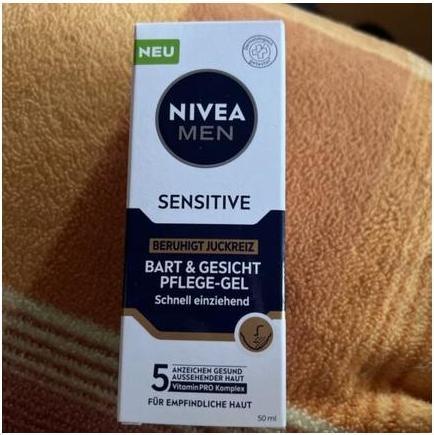 NEU
NIVEA
MEN
SENSITIVE
BERUHIGT JUCKREIZ
BART & GESICHT
PFLEGE-GEL
Schnell einziehend
5 ANZEICHEN GESUND
AUSSEHENDER HAUT
VitaminPRO Komplex
FÜR EMPFINDLICHE HAUT
50 ml